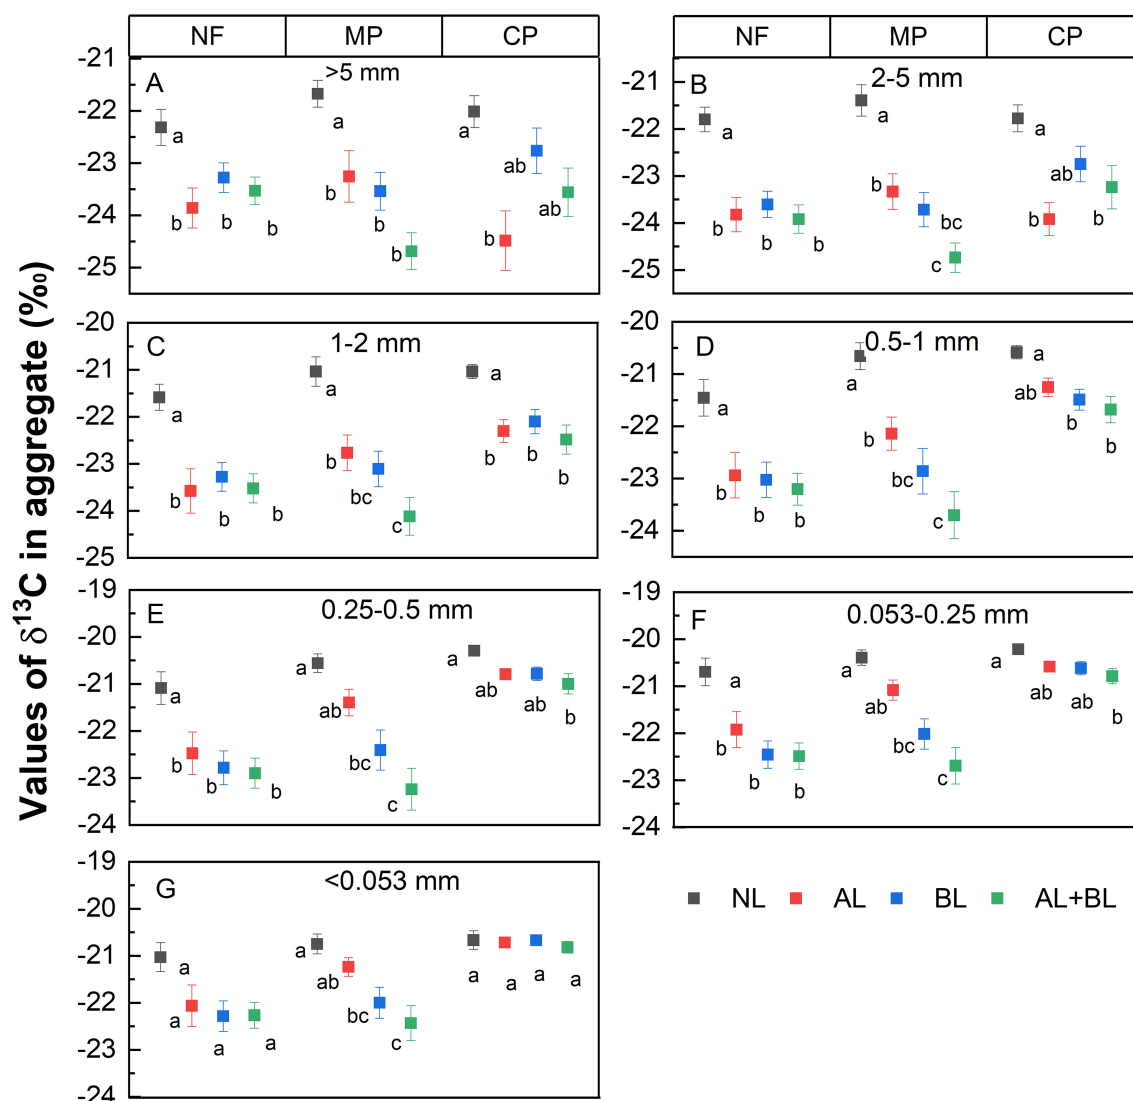 NF MP CP
NF MP CP
Values of δ¹³C in aggregate (‰)
A >5 mm
-21
-22
-23
-24
-25
a b b b
a b b b
a b ab ab
B 2-5 mm
-21
-22
-23
-24
-25
a b b b
a b bc c
a b ab b
C 1-2 mm
-20
-21
-22
-23
-24
-25
a b b b
a b bc c
a b b b
D 0.5-1 mm
-20
-21
-22
-23
-24
a b b b
a b bc c
a ab b b
E 0.25-0.5 mm
-19
-20
-21
-22
-23
-24
a b b b
a ab bc c
a ab ab b
F 0.053-0.25 mm
-19
-20
-21
-22
-23
-24
a b b b
a ab bc c
a ab ab b
G <0.053 mm
-19
-20
-21
-22
-23
-24
a a a a
a ab bc c
a a a a
NL AL BL AL+BL